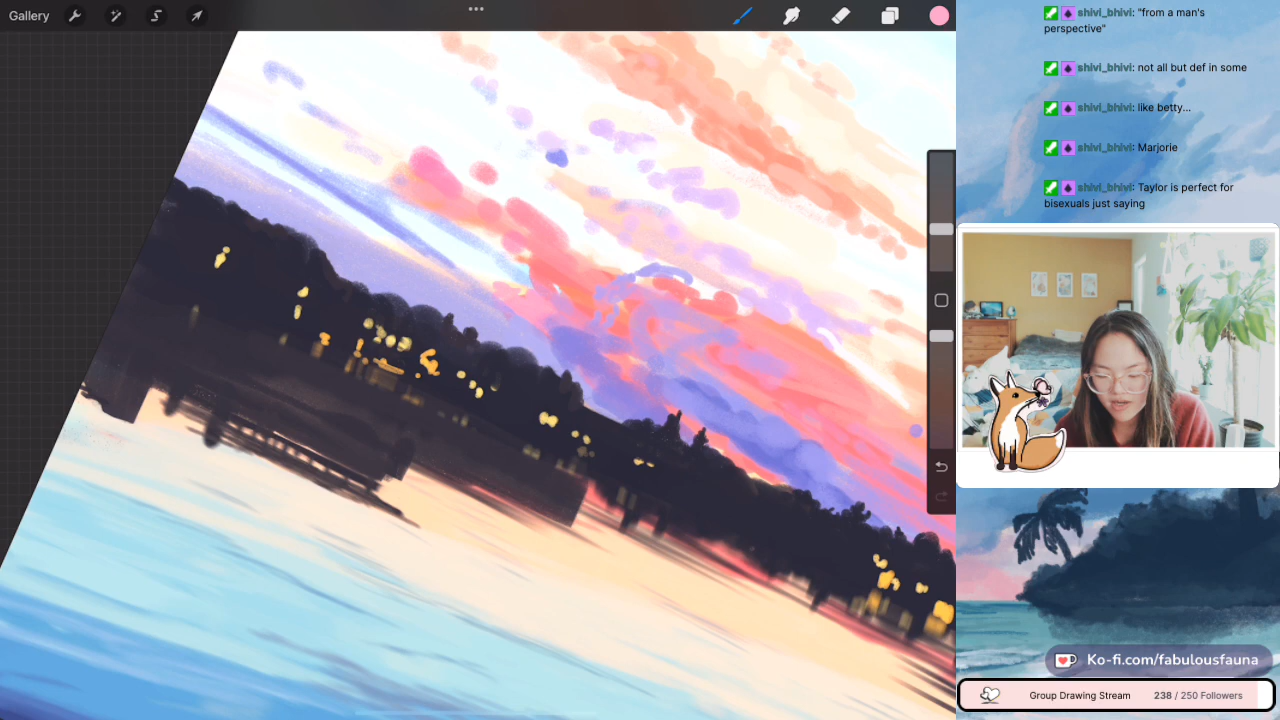 Gallery
shivi_bhivi: "from a man's
perspective"
shivi_bhivi: not all but def in some
shivi_bhivi: like betty...
shivi_bhivi: Marjorie
shivi_bhivi: Taylor is perfect for
bisexuals just saying
Ko-fi.com/fabulousfauna
Group Drawing Stream 238 / 250 Followers